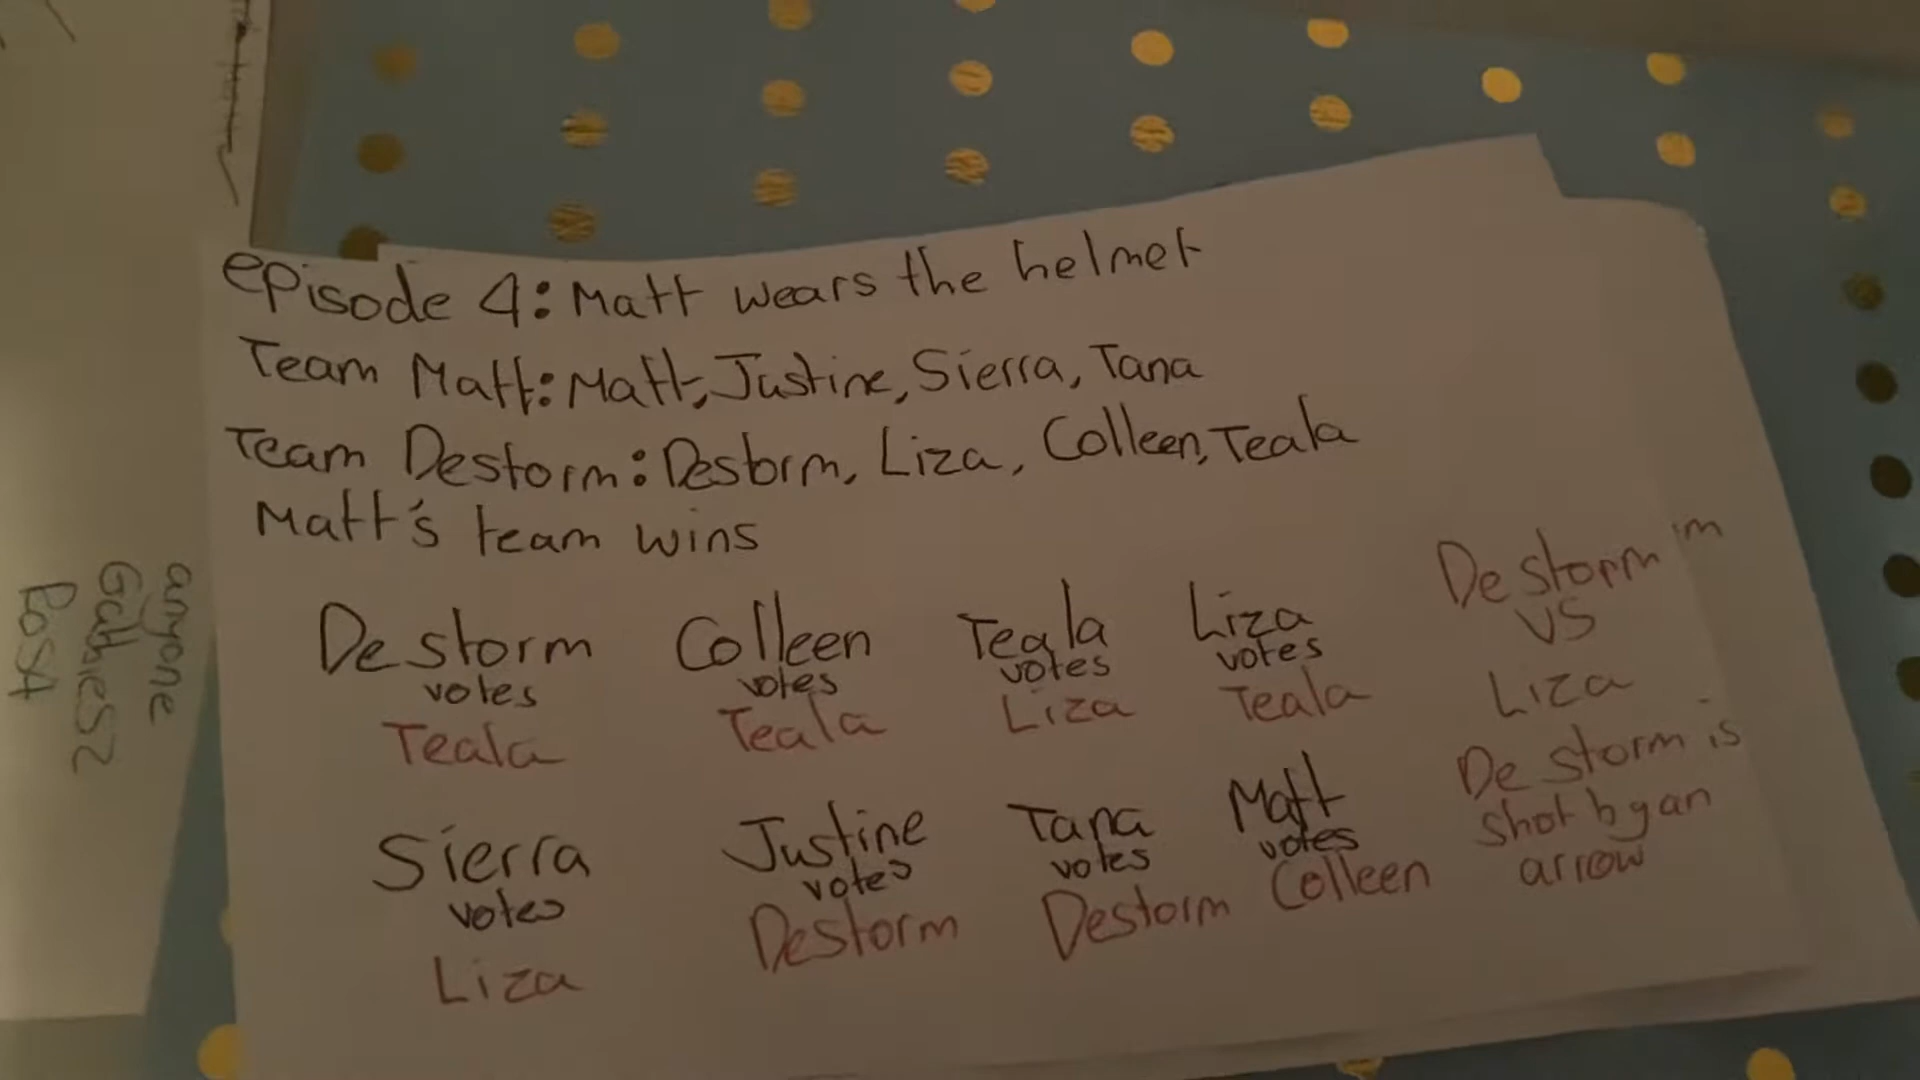 episode 4: Matt wears the helmet
Team Matt: Matt, Justine, Sierra, Tana
Team Destorm: Destorm, Liza, Colleen, Teala
Matt's team wins
Destorm
votes
Teala
Colleen
votes
Teala
Teala
votes
Liza
Liza
votes
Teala
Destorm
vs
Liza
Destorm is
shot by an
arrow
Sierra
votes
Liza
Justine
votes
Destorm
Tana
votes
Destorm
Matt
votes
Colleen
anyone